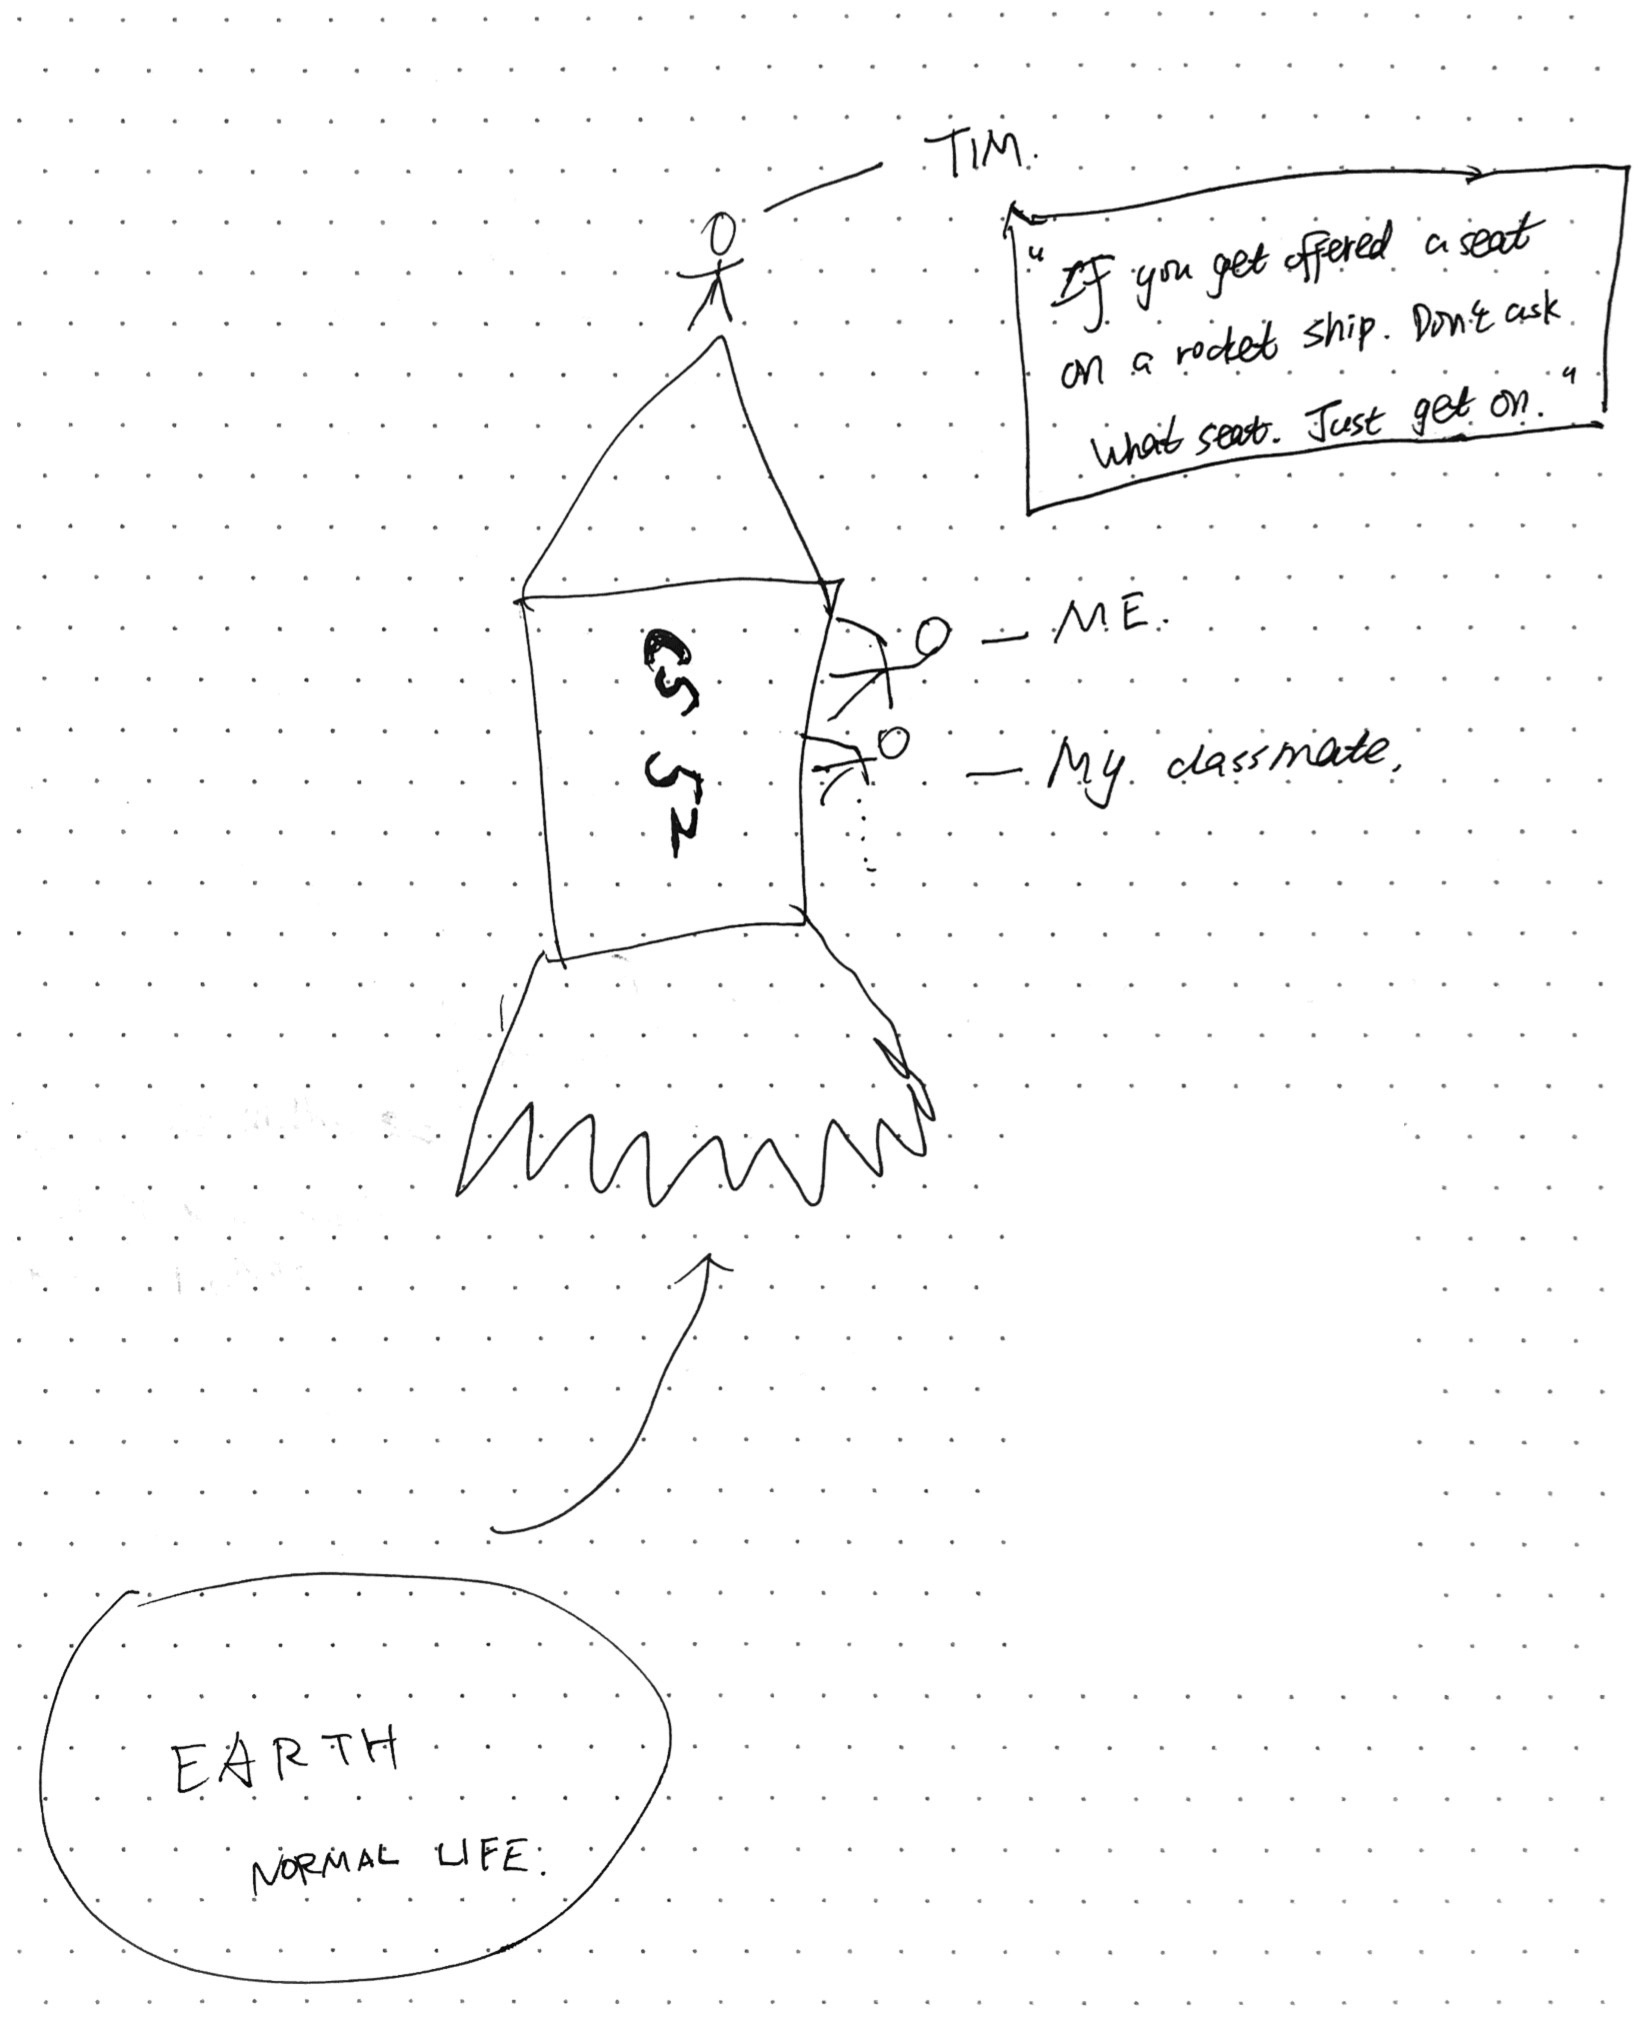 TIM.
"If you get offered a seat
on a rocket ship. Don't ask
what seat. Just get on."
ME.
CS 52
My classmate.
EARTH
NORMAL LIFE.